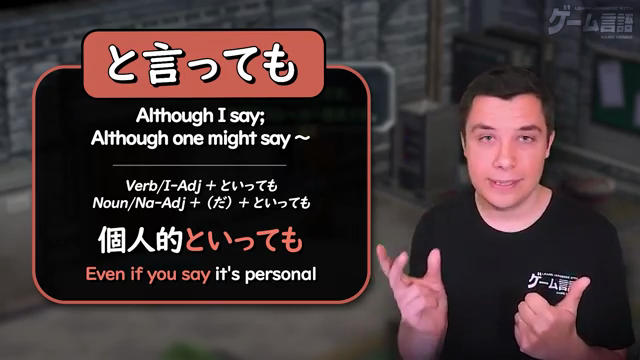 と言っても
Although I say;
Although one might say ~
Verb/I-Adj + といっても
Noun/Na-Adj + (だ) + といっても
個人的といっても
Even if you say it's personal
ゲーム言語
ゲーム言語